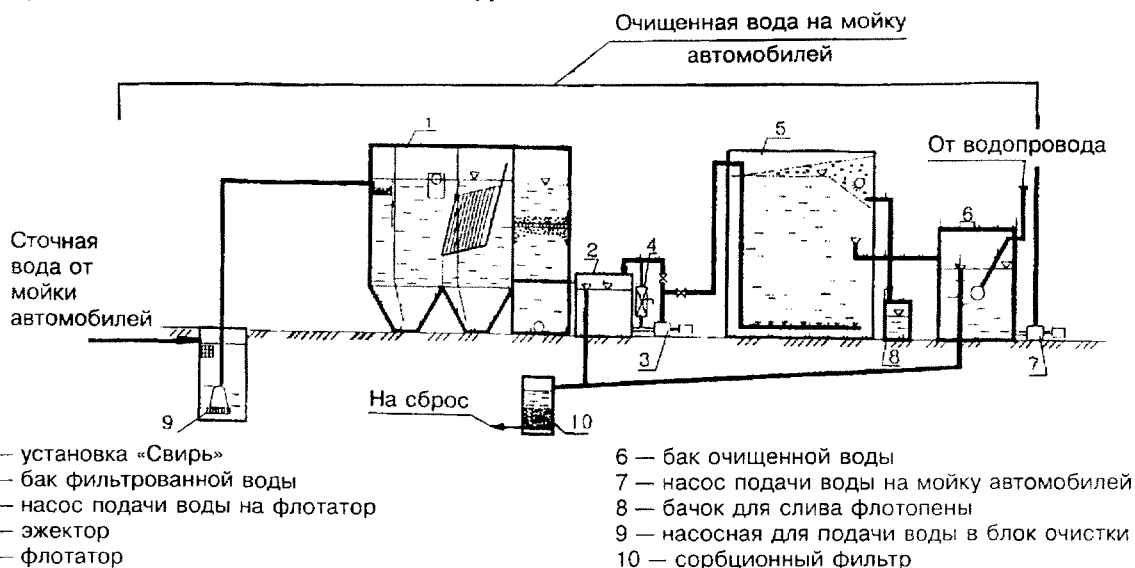 Очищенная вода на мойку
автомобилей
1
5
От водопровода
6
2
4
Сточная
вода от
мойки
автомобилей
3
8
7
9
На сброс
10
— установка «Свирь»
— бак фильтрованной воды
— насос подачи воды на флотатор
— эжектор
— флотатор
6 — бак очищенной воды
7 — насос подачи воды на мойку автомобилей
8 — бачок для слива флотопены
9 — насосная для подачи воды в блок очистки
10 — сорбционный фильтр